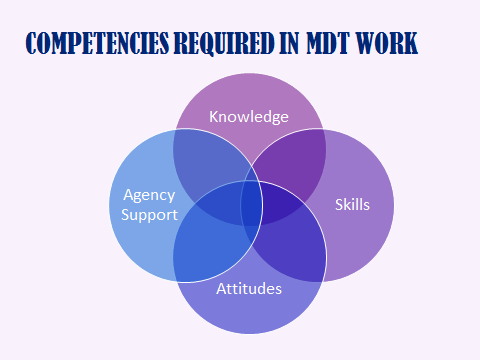 COMPETENCIES REQUIRED IN MDT WORK
Knowledge
Agency
Support
Skills
Attitudes